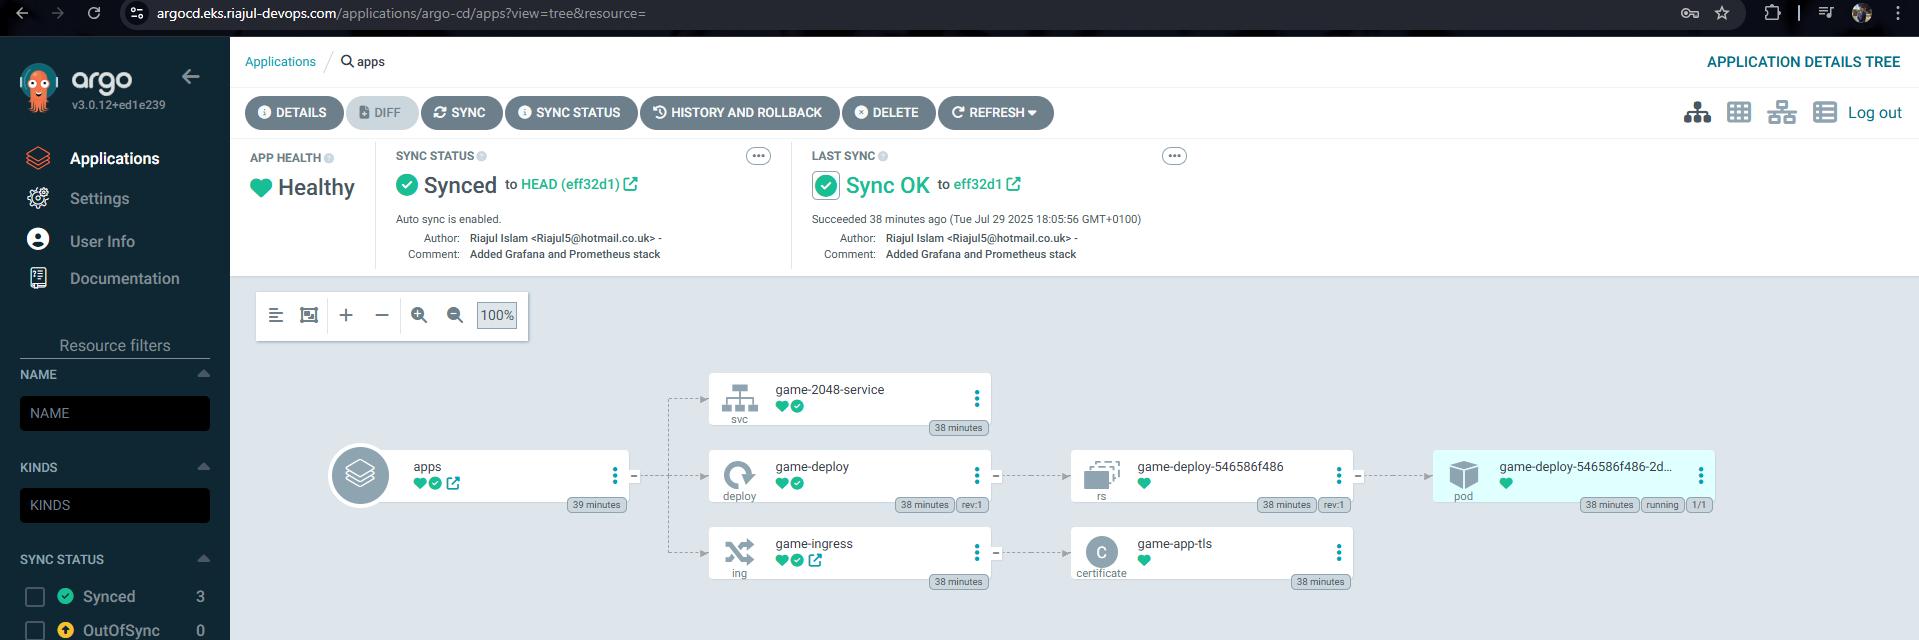 argocd.eks.riajul-devops.com/applications/argo-cd/apps?view=tree&resource=
argo
v3.0.12+ed1e239
Applications
Settings
User Info
Documentation
Resource filters
NAME
NAME
KINDS
KINDS
SYNC STATUS
Synced 3
OutOfSync 0
Applications / apps
APPLICATION DETAILS TREE
DETAILS DIFF SYNC SYNC STATUS HISTORY AND ROLLBACK DELETE REFRESH
Log out
APP HEALTH
Healthy
SYNC STATUS
Synced to HEAD (eff32d1)
Auto sync is enabled.
Author: Riajul Islam <Riajul5@hotmail.co.uk> -
Comment: Added Grafana and Prometheus stack
LAST SYNC
Sync OK to eff32d1
Succeeded 38 minutes ago (Tue Jul 29 2025 18:05:56 GMT+0100)
Author: Riajul Islam <Riajul5@hotmail.co.uk> -
Comment: Added Grafana and Prometheus stack
100%
apps
39 minutes
game-2048-service
svc
38 minutes
game-deploy
deploy
38 minutes rev:1
game-deploy-546586f486
rs
38 minutes rev:1
game-deploy-546586f486-2d...
pod
38 minutes running 1/1
game-ingress
ing
38 minutes
C
game-app-tls
certificate
38 minutes